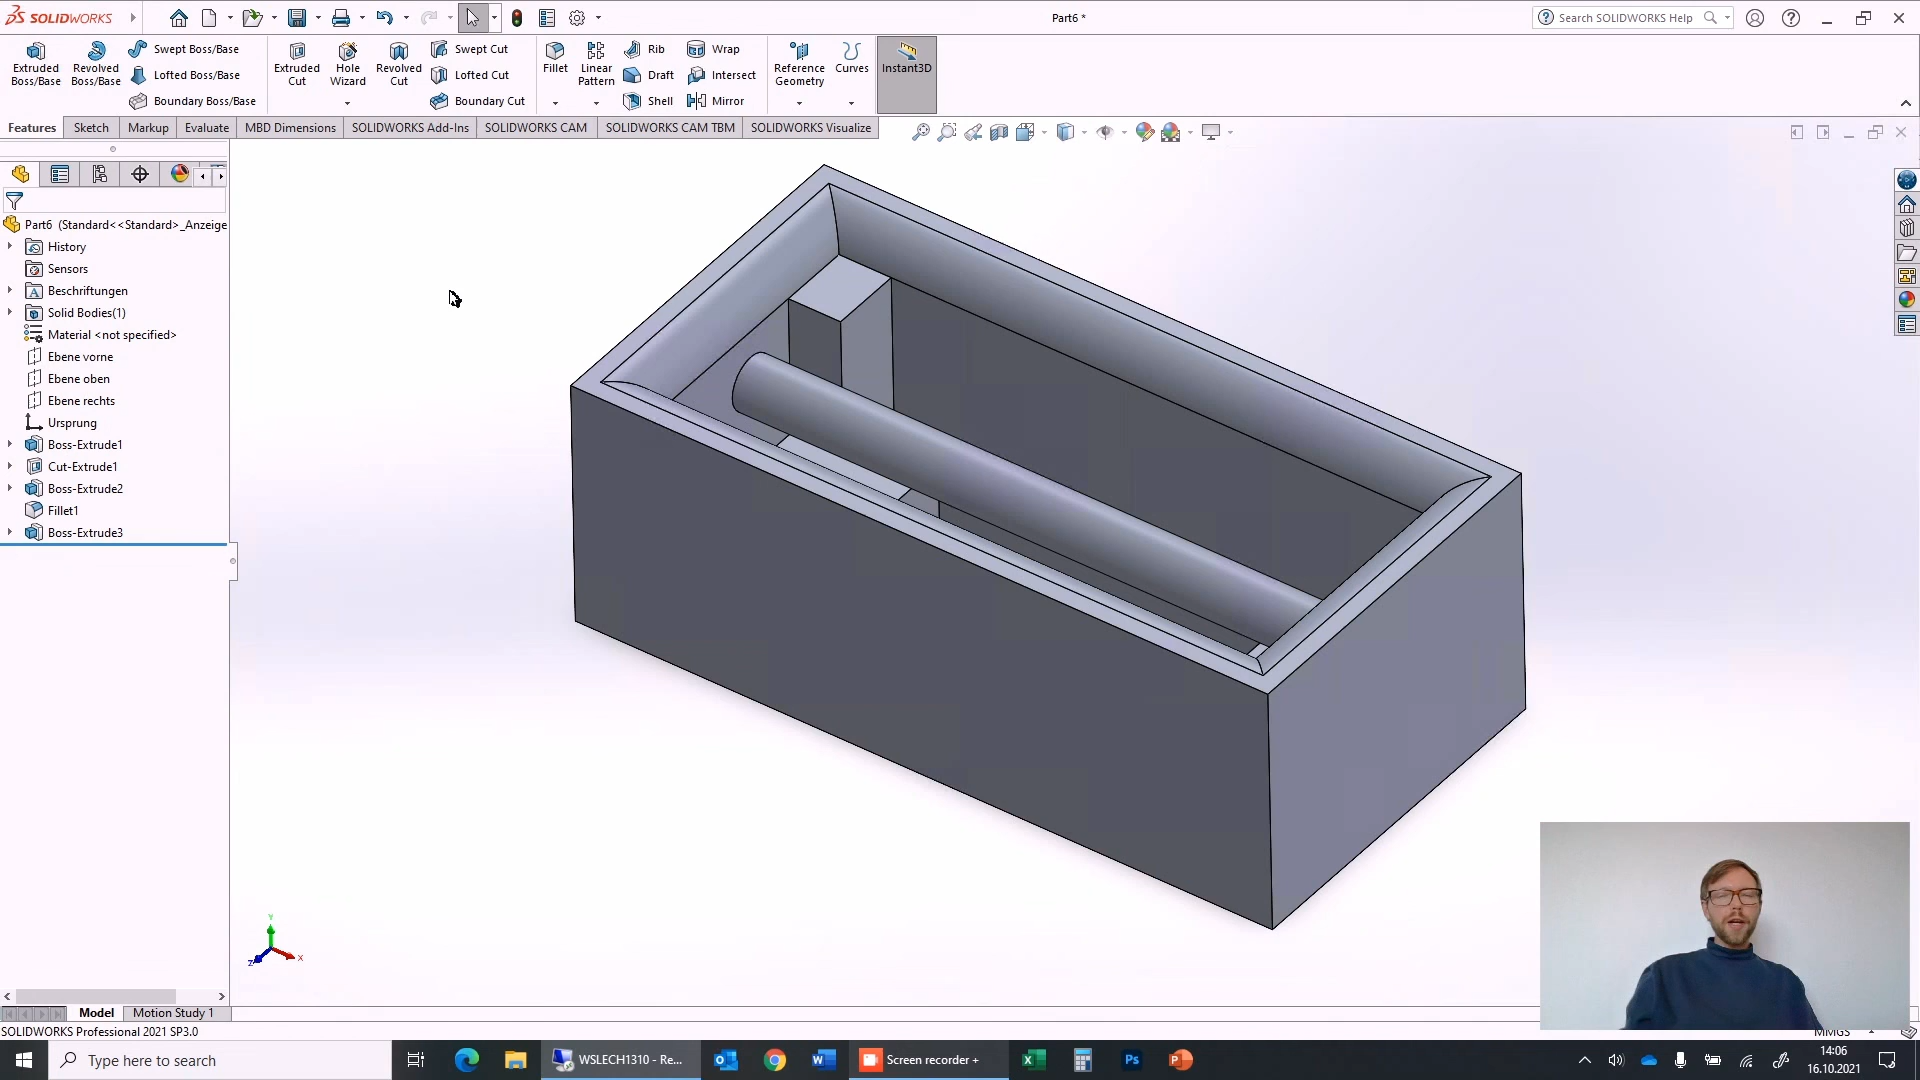 SOLIDWORKS
Part6 *
Search SOLIDWORKS Help
Extruded Boss/Base
Revolved Boss/Base
Swept Boss/Base
Lofted Boss/Base
Boundary Boss/Base
Extruded Cut
Hole Wizard
Revolved Cut
Swept Cut
Lofted Cut
Boundary Cut
Fillet
Linear Pattern
Rib
Draft
Shell
Wrap
Intersect
Mirror
Reference Geometry
Curves
Instant3D
Features
Sketch
Markup
Evaluate
MBD Dimensions
SOLIDWORKS Add-Ins
SOLIDWORKS CAM
SOLIDWORKS CAM TBM
SOLIDWORKS Visualize
Part6 (Standard<<Standard>_Anzeige
History
Sensors
Beschriftungen
Solid Bodies(1)
Material <not specified>
Ebene vorne
Ebene oben
Ebene rechts
Ursprung
Boss-Extrude1
Cut-Extrude1
Boss-Extrude2
Fillet1
Boss-Extrude3
Y
X
Z
Model
Motion Study 1
SOLIDWORKS Professional 2021 SP3.0
MMGS
Type here to search
WSLECH1310 - Re...
Screen recorder +
14:06
16.10.2021